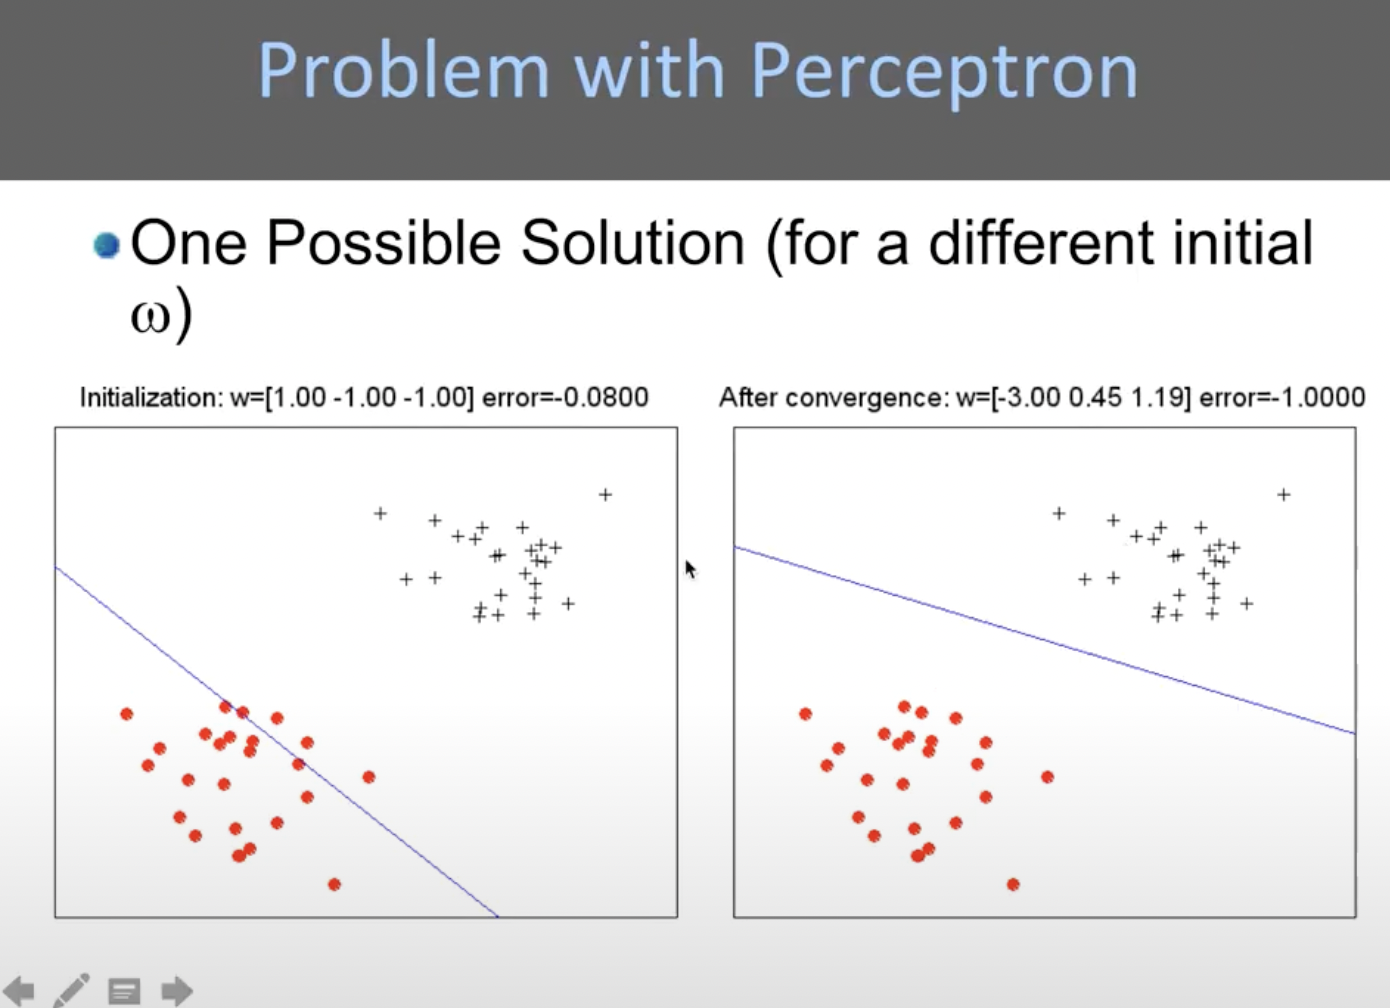 Problem with Perceptron
One Possible Solution (for a different initial
ω)
Initialization: w=[1.00 -1.00 -1.00] error=-0.0800
After convergence: w=[-3.00 0.45 1.19] error=-1.0000